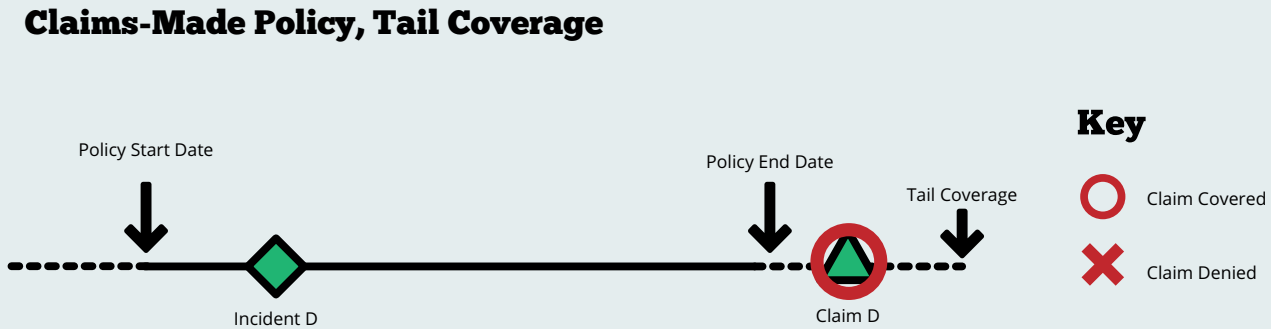 Claims-Made Policy, Tail Coverage
Key
Policy Start Date
Policy End Date
Tail Coverage
Claim Covered
Claim Denied
Incident D
Claim D